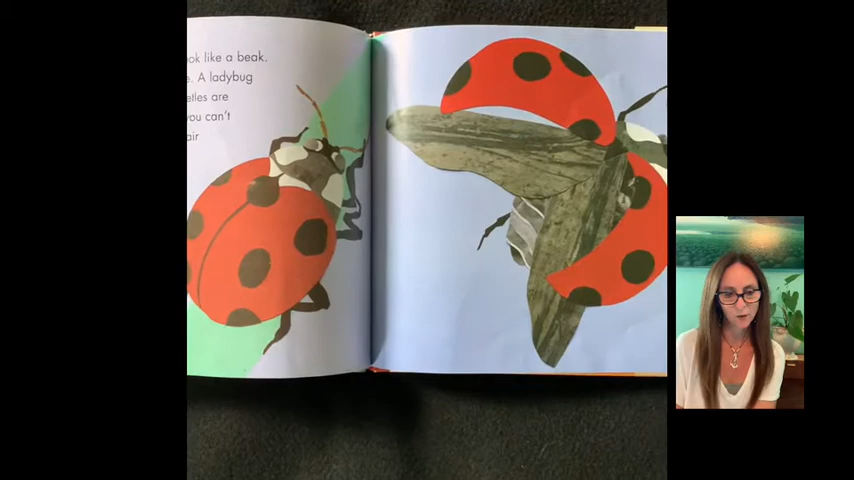 ok like a beak.
e. A ladybug
etles are
you can't
air